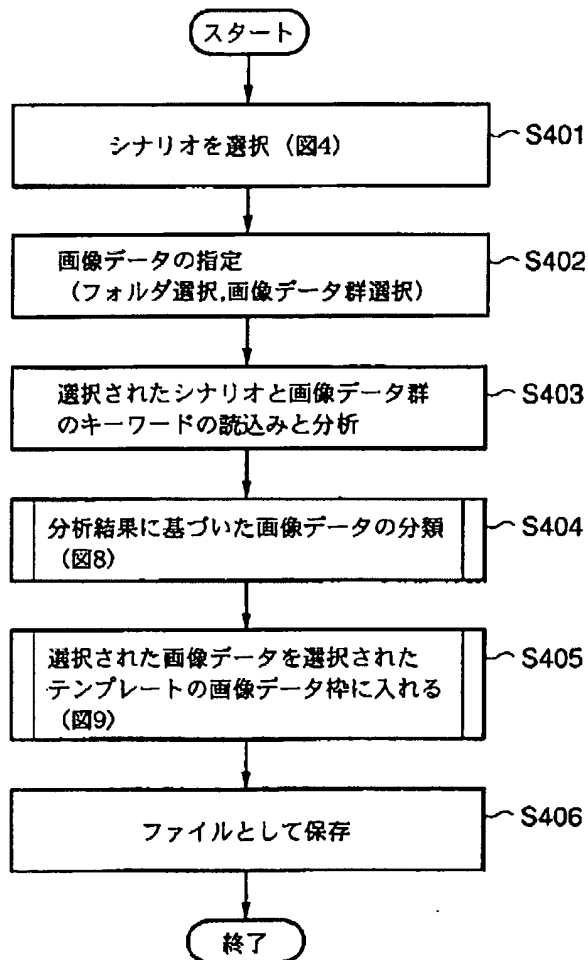 スタート
シナリオを選択（図4）
S401
画像データの指定
（フォルダ選択,画像データ群選択）
S402
選択されたシナリオと画像データ群
のキーワードの読込みと分析
S403
分析結果に基づいた画像データの分類
（図8）
S404
選択された画像データを選択された
テンプレートの画像データ枠に入れる
（図9）
S405
ファイルとして保存
S406
終了